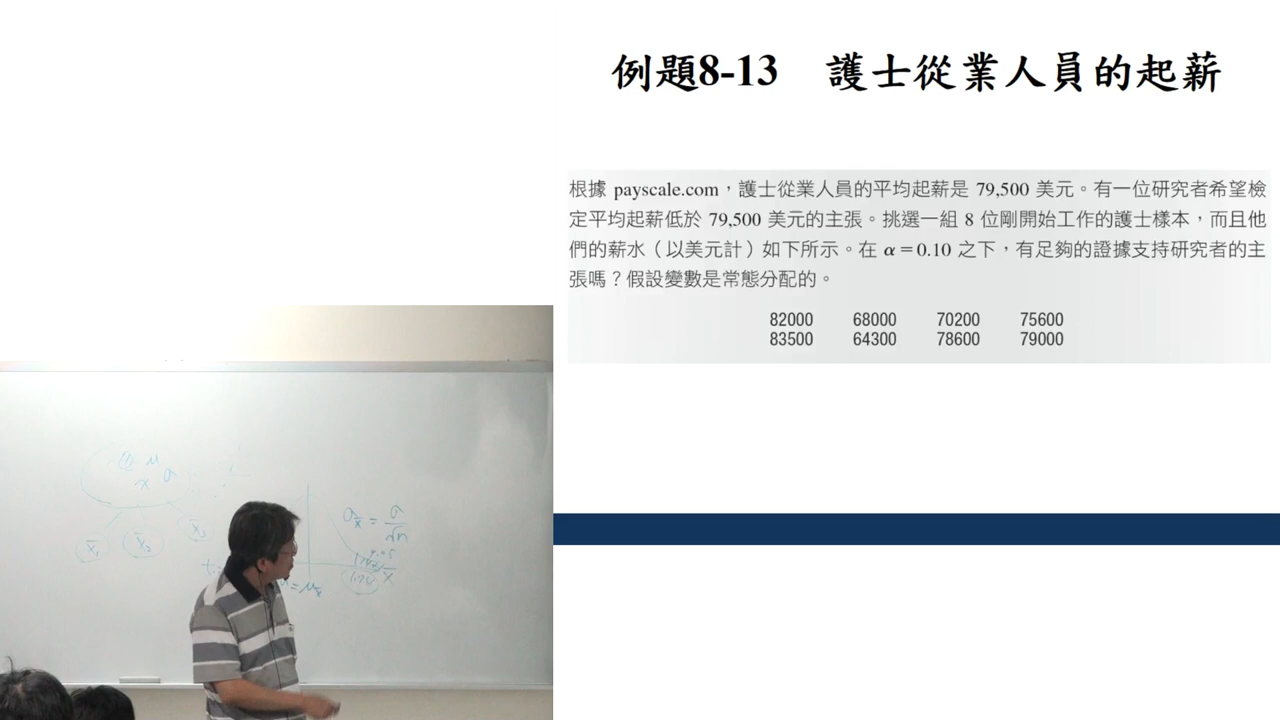 例題8-13　護士從業人員的起薪
根據 payscale.com，護士從業人員的平均起薪是 79,500 美元。有一位研究者希望檢
定平均起薪低於 79,500 美元的主張。挑選一組 8 位剛開始工作的護士樣本，而且他
們的薪水（以美元計）如下所示。在 α＝0.10 之下，有足夠的證據支持研究者的主
張嗎？假設變數是常態分配的。
82000 68000 70200 75600
83500 64300 78600 79000
μ
σ
x̄₁ x̄₂ x̄₃
σx̄ = σ/√n